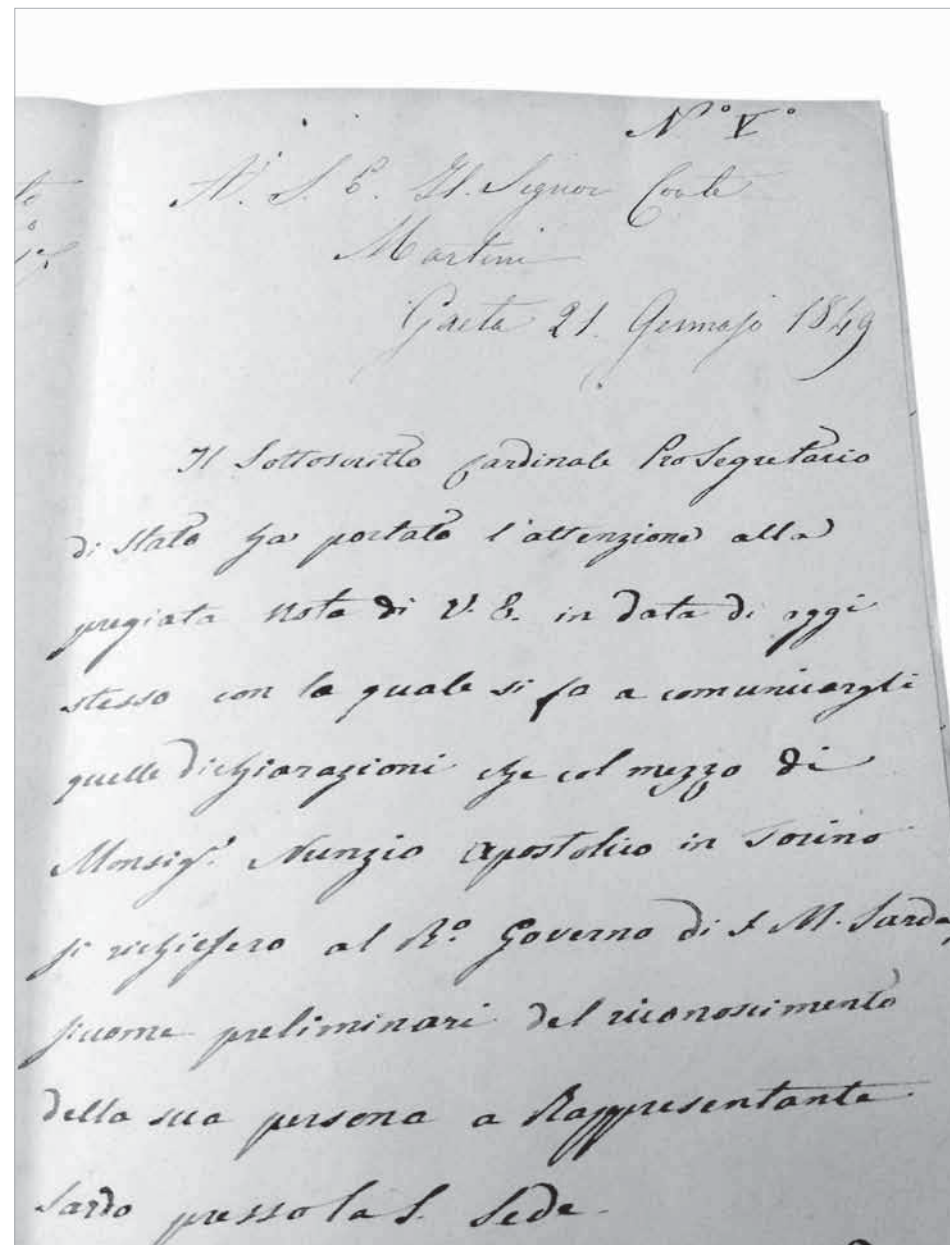 N° V°
A. S. E. Il Signor Conte
Martini
Gaeta 21. Gennajo 1849
Il Sottoscritto Cardinale ProSegretario
di Stato ha portato l'attenzione alla
pregiata Nota di V. E. in data di oggi
stesso con la quale si fa a comunicargli
quelle dichiarazioni che col mezzo di
Monsigr. Nunzio Apostolico in Torino
si richiesero al R.° Governo di S. M. Sarda,
siccome preliminari del riconoscimento
della sua persona a Rappresentante
Sardo presso la S. Sede.